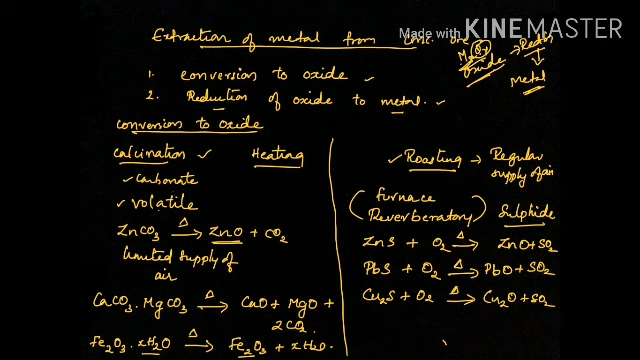 Made with KINEMASTER
Extraction of metal from conc. ore
MxOy
oxide → Redn
↓
metal
1. conversion to oxide ✓
2. Reduction of oxide to metal ✓
conversion to oxide
Calcination ✓ Heating
✓ carbonate
✓ volatile
ZnCO₃ —Δ→ ZnO + CO₂
limited supply of
air
CaCO₃.MgCO₃ —Δ→ CaO + MgO +
2CO₂.
Fe₂O₃.xH₂O —Δ→ Fe₂O₃ + xH₂O.
✓ Roasting → Regular
supply of air
(Furnace
Reverberatory) Sulphide
ZnS + O₂ —Δ→ ZnO + SO₂
PbS + O₂ —Δ→ PbO + SO₂
Cu₂S + O₂ —Δ→ Cu₂O + SO₂